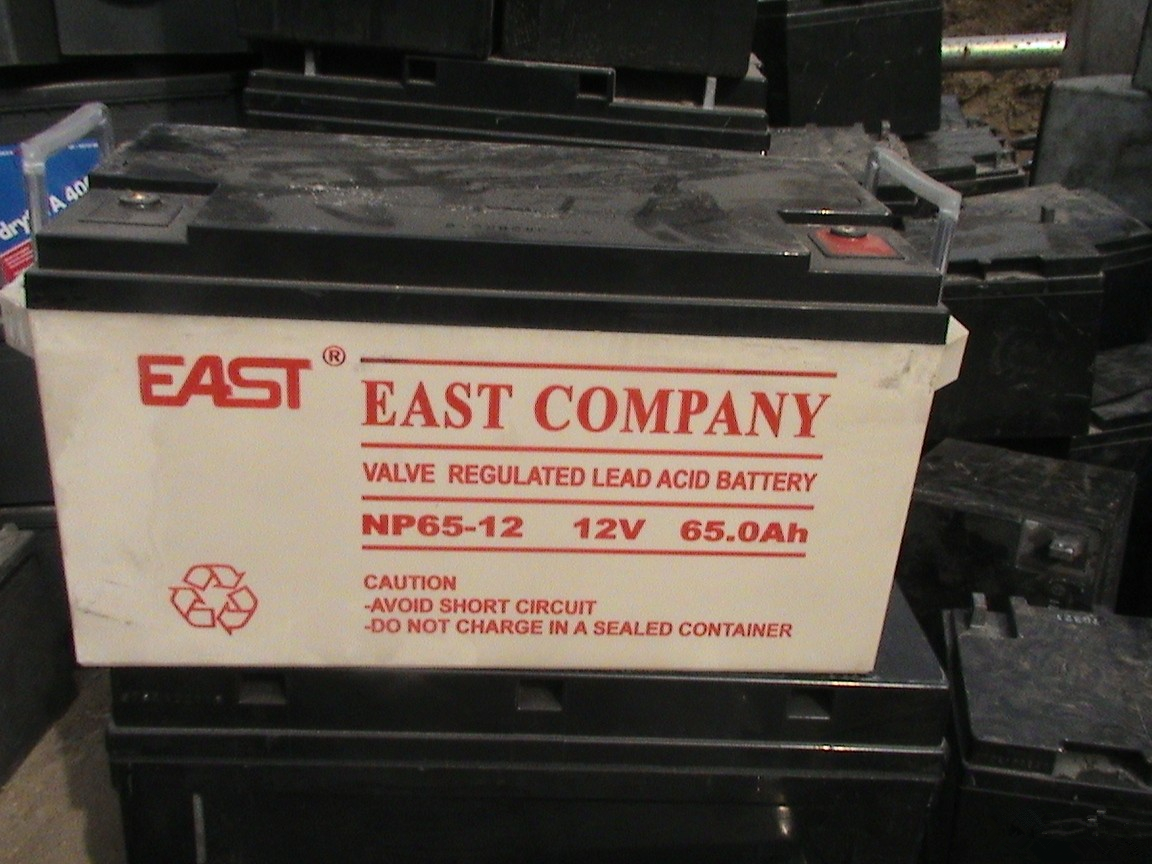 EAST ®
EAST COMPANY
VALVE REGULATED LEAD ACID BATTERY
NP65-12 12V 65.0Ah
CAUTION
-AVOID SHORT CIRCUIT
-DO NOT CHARGE IN A SEALED CONTAINER